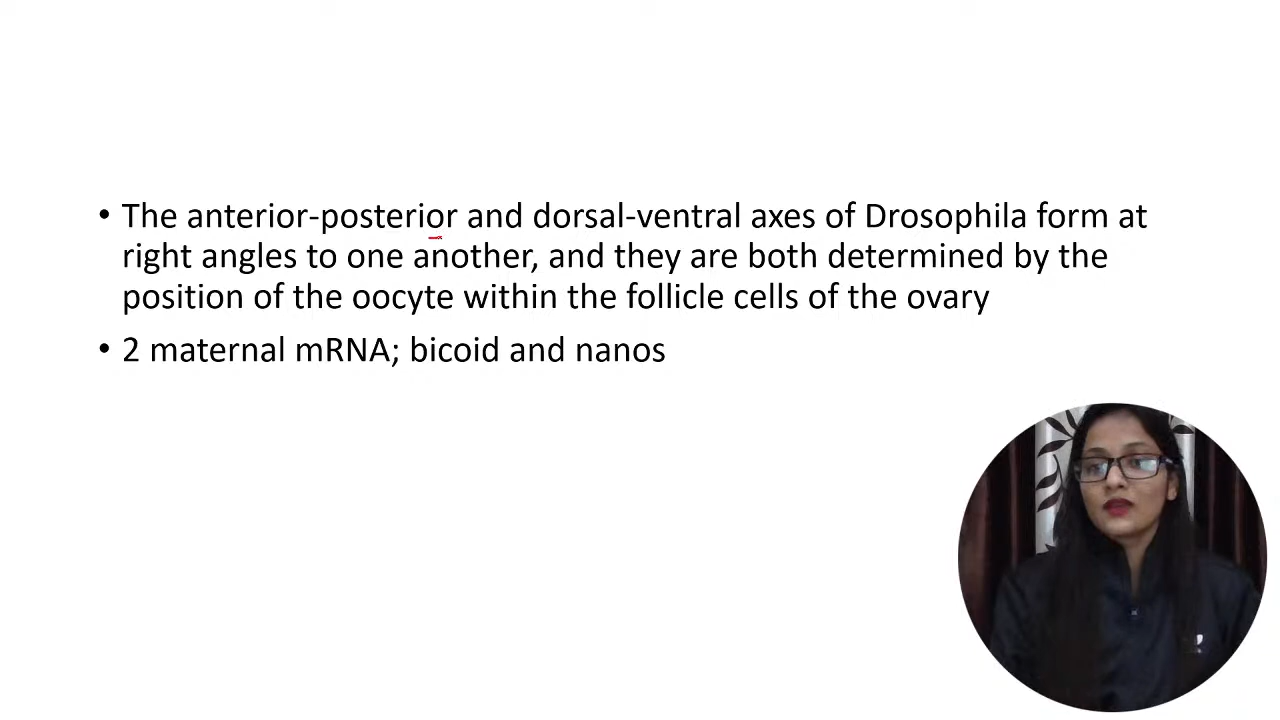 • The anterior-posterior and dorsal-ventral axes of Drosophila form at
right angles to one another, and they are both determined by the
position of the oocyte within the follicle cells of the ovary
• 2 maternal mRNA; bicoid and nanos